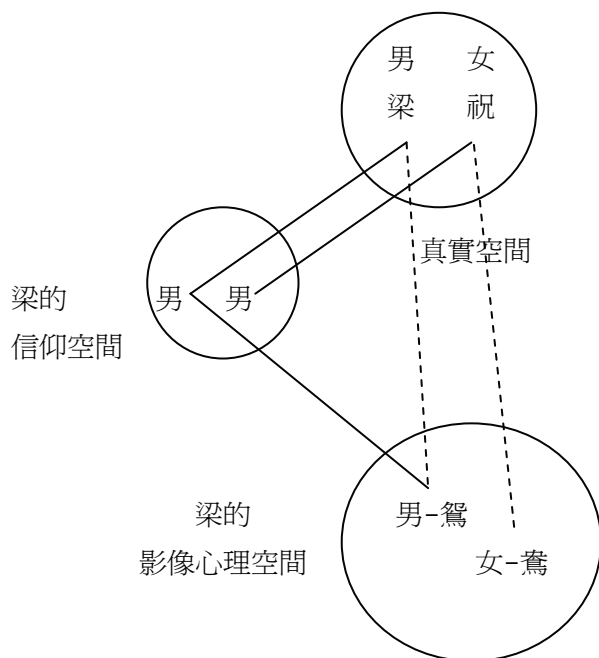 男 女
梁 祝
真實空間
梁的
信仰空間
男 男
梁的
影像心理空間
男-鴛
女-鴦